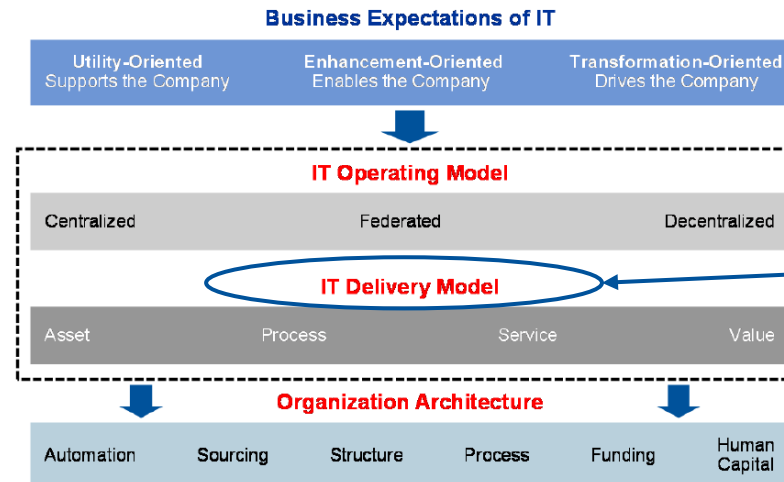 Business Expectations of IT
Utility-Oriented Enhancement-Oriented Transformation-Oriented
Supports the Company Enables the Company Drives the Company
IT Operating Model
Centralized Federated Decentralized
IT Delivery Model
Asset Process Service Value
Organization Architecture
Automation Sourcing Structure Process Funding Human
Capital